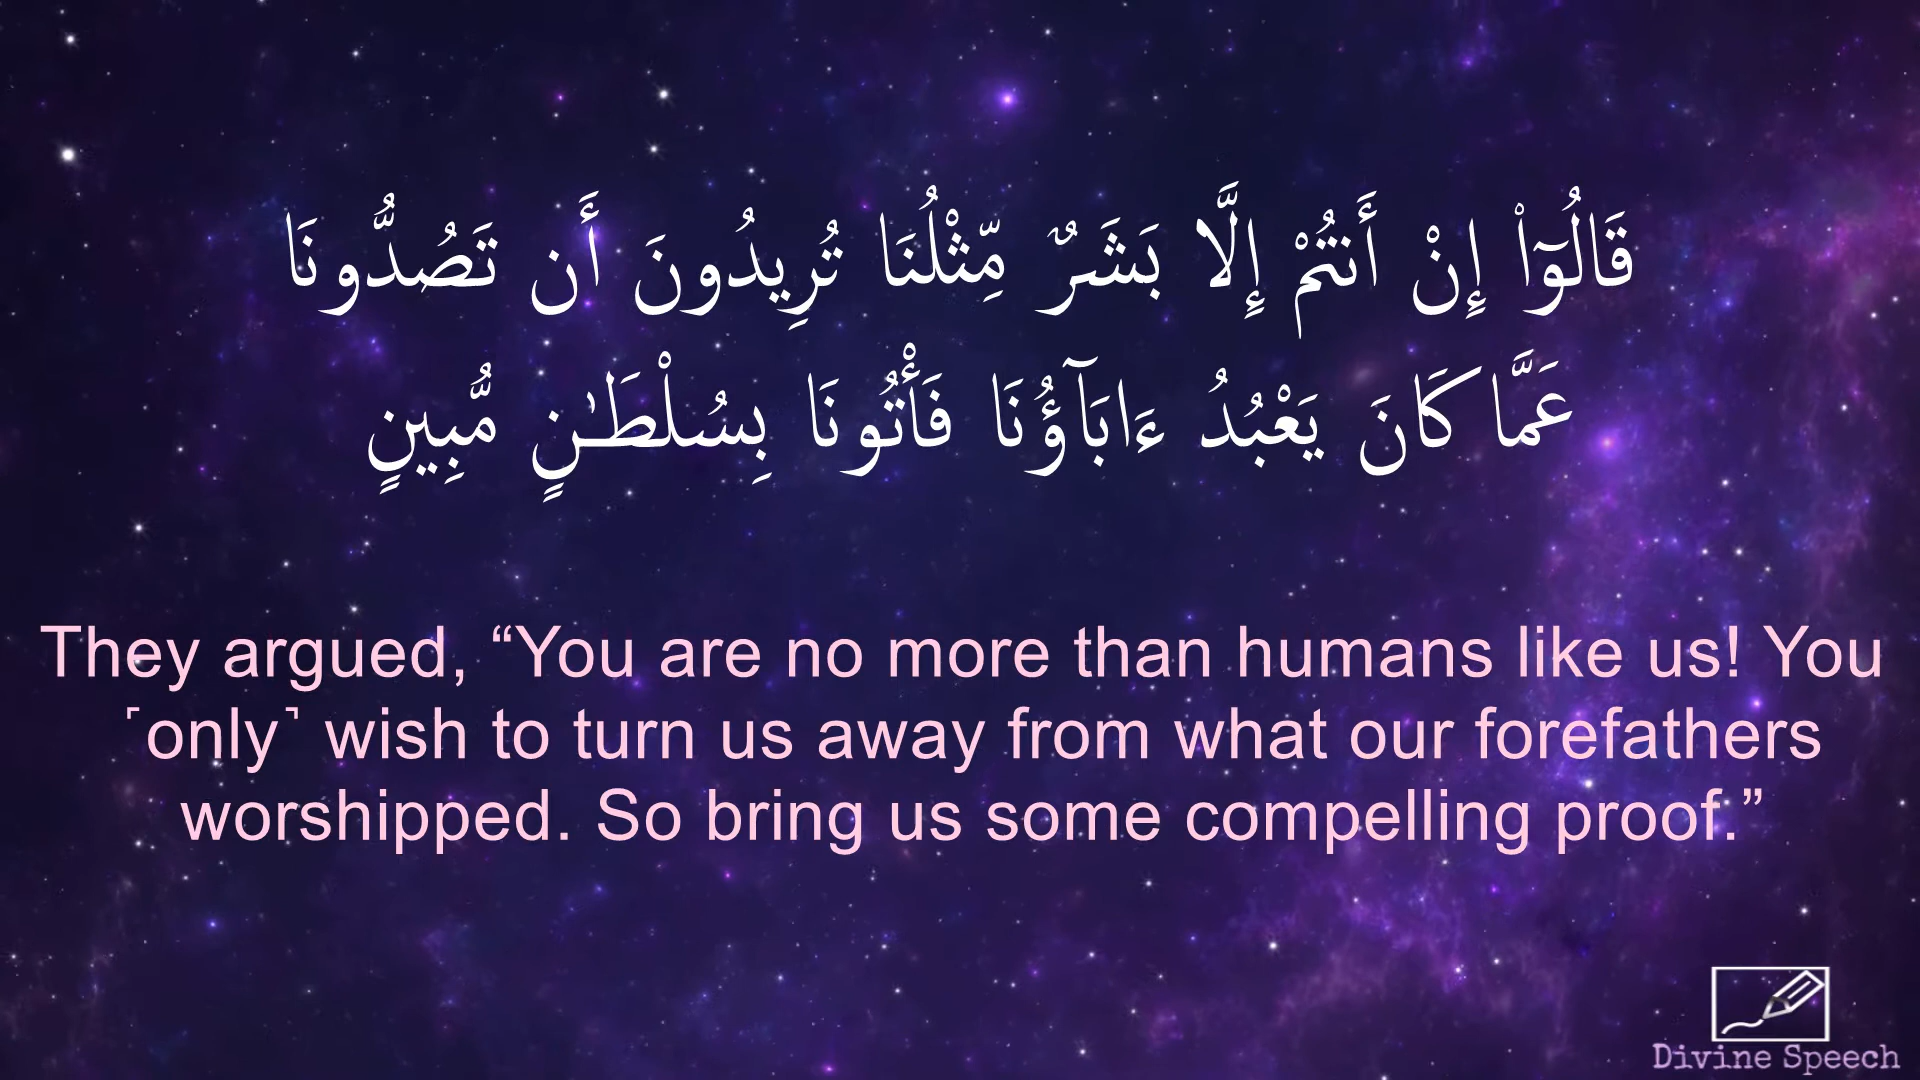 قَالُوٓا۟ إِنْ أَنتُمْ إِلَّا بَشَرٌ مِّثْلُنَا تُرِيدُونَ أَن تَصُدُّونَا
عَمَّا كَانَ يَعْبُدُ ءَابَآؤُنَا فَأْتُونَا بِسُلْطَـٰنٍ مُّبِينٍ
They argued, “You are no more than humans like us! You
˹only˺ wish to turn us away from what our forefathers
worshipped. So bring us some compelling proof.”
Divine Speech